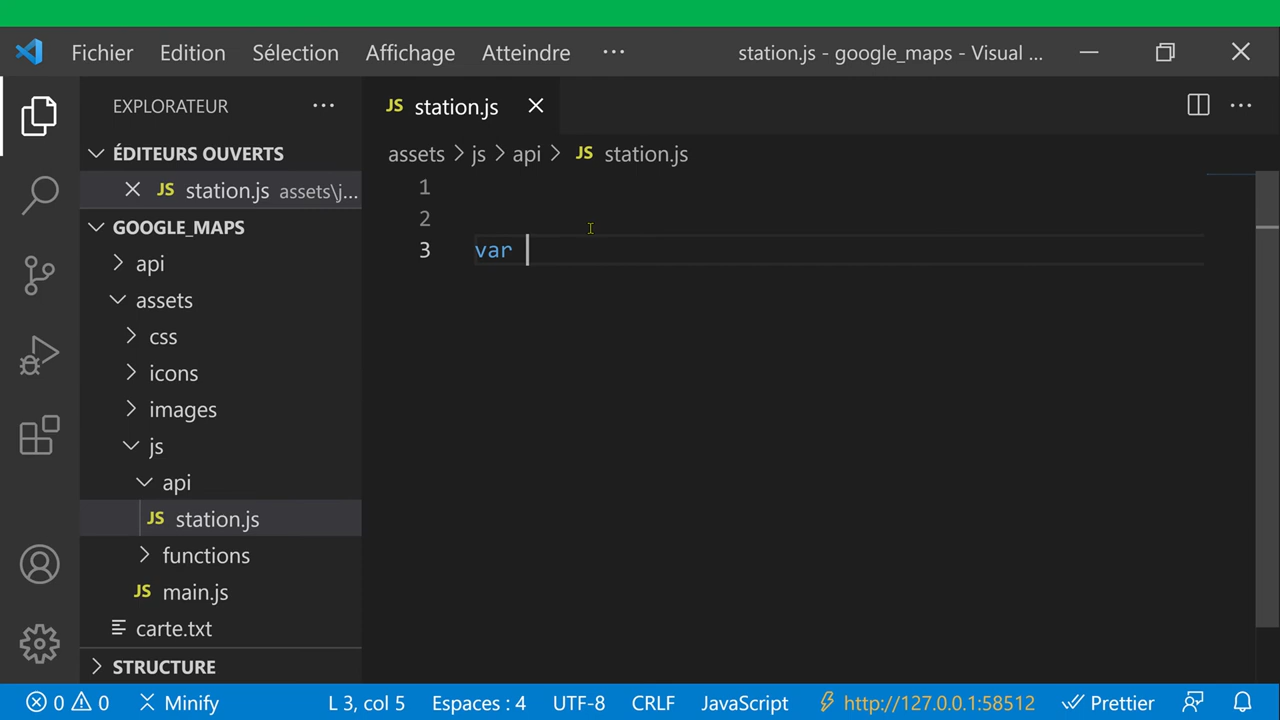 Fichier Edition Sélection Affichage Atteindre ··· station.js - google_maps - Visual ...
EXPLORATEUR ···
ÉDITEURS OUVERTS
JS station.js assets\j...
GOOGLE_MAPS
api
assets
css
icons
images
js
api
JS station.js
functions
JS main.js
carte.txt
STRUCTURE
JS station.js
assets > js > api > JS station.js
1
2
3 var
0 0 Minify L 3, col 5 Espaces : 4 UTF-8 CRLF JavaScript http://127.0.0.1:58512 Prettier